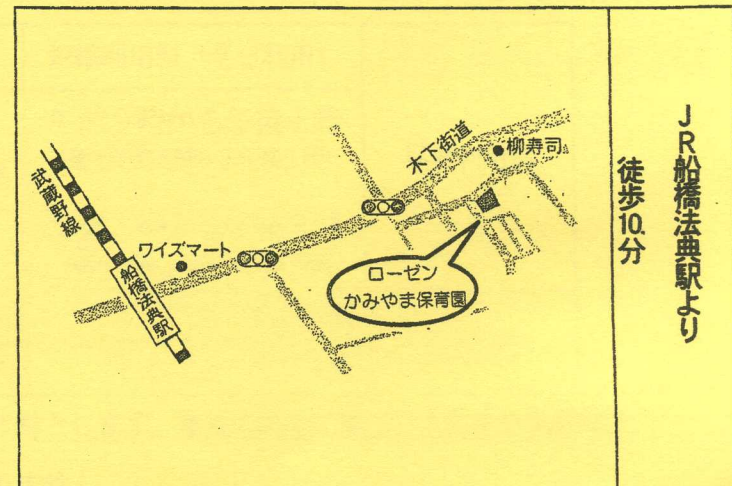 JR船橋法典駅より
徒歩10分
木下街道
柳寿司
武蔵野線
ワイズマート
船橋法典駅
ローゼン
かみやま保育園